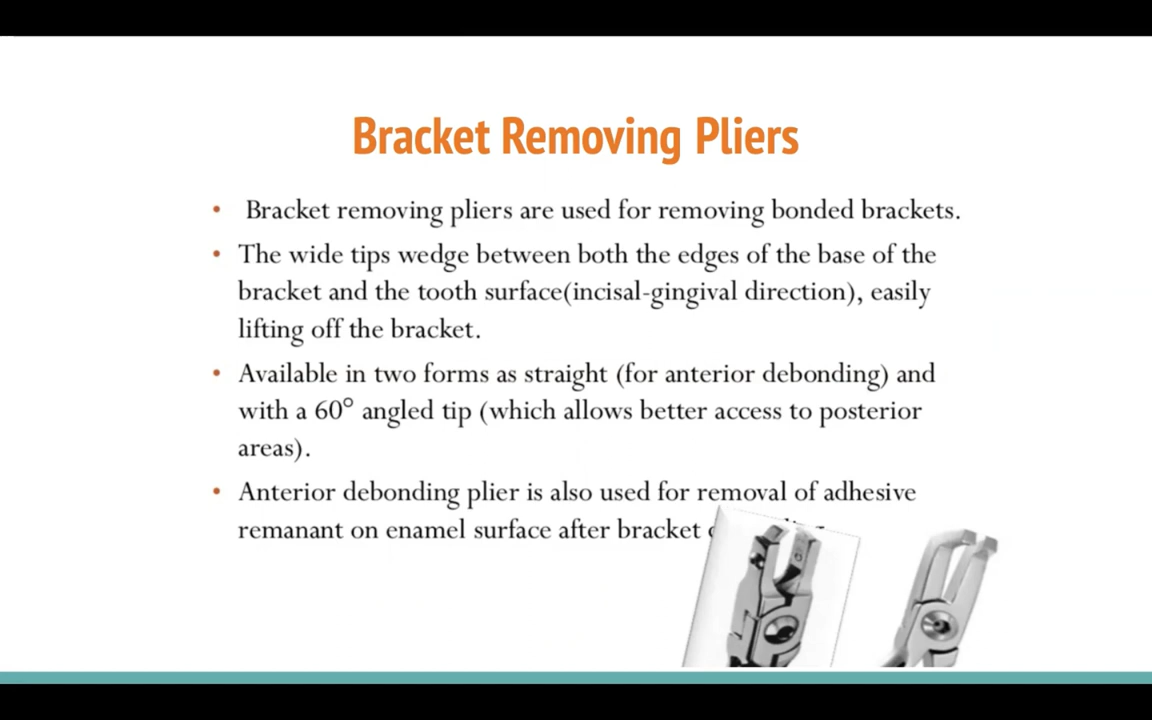 Bracket Removing Pliers
• Bracket removing pliers are used for removing bonded brackets.
• The wide tips wedge between both the edges of the base of the
bracket and the tooth surface(incisal-gingival direction), easily
lifting off the bracket.
• Available in two forms as straight (for anterior debonding) and
with a 60° angled tip (which allows better access to posterior
areas).
• Anterior debonding plier is also used for removal of adhesive
remanant on enamel surface after bracket